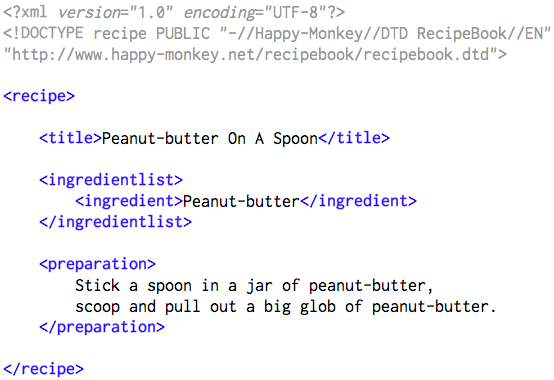 <?xml version="1.0" encoding="UTF-8"?>
<!DOCTYPE recipe PUBLIC "-//Happy-Monkey//DTD RecipeBook//EN"
"http://www.happy-monkey.net/recipebook/recipebook.dtd">
<recipe>
<title>Peanut-butter On A Spoon</title>
<ingredientlist>
<ingredient>Peanut-butter</ingredient>
</ingredientlist>
<preparation>
Stick a spoon in a jar of peanut-butter,
scoop and pull out a big glob of peanut-butter.
</preparation>
</recipe>